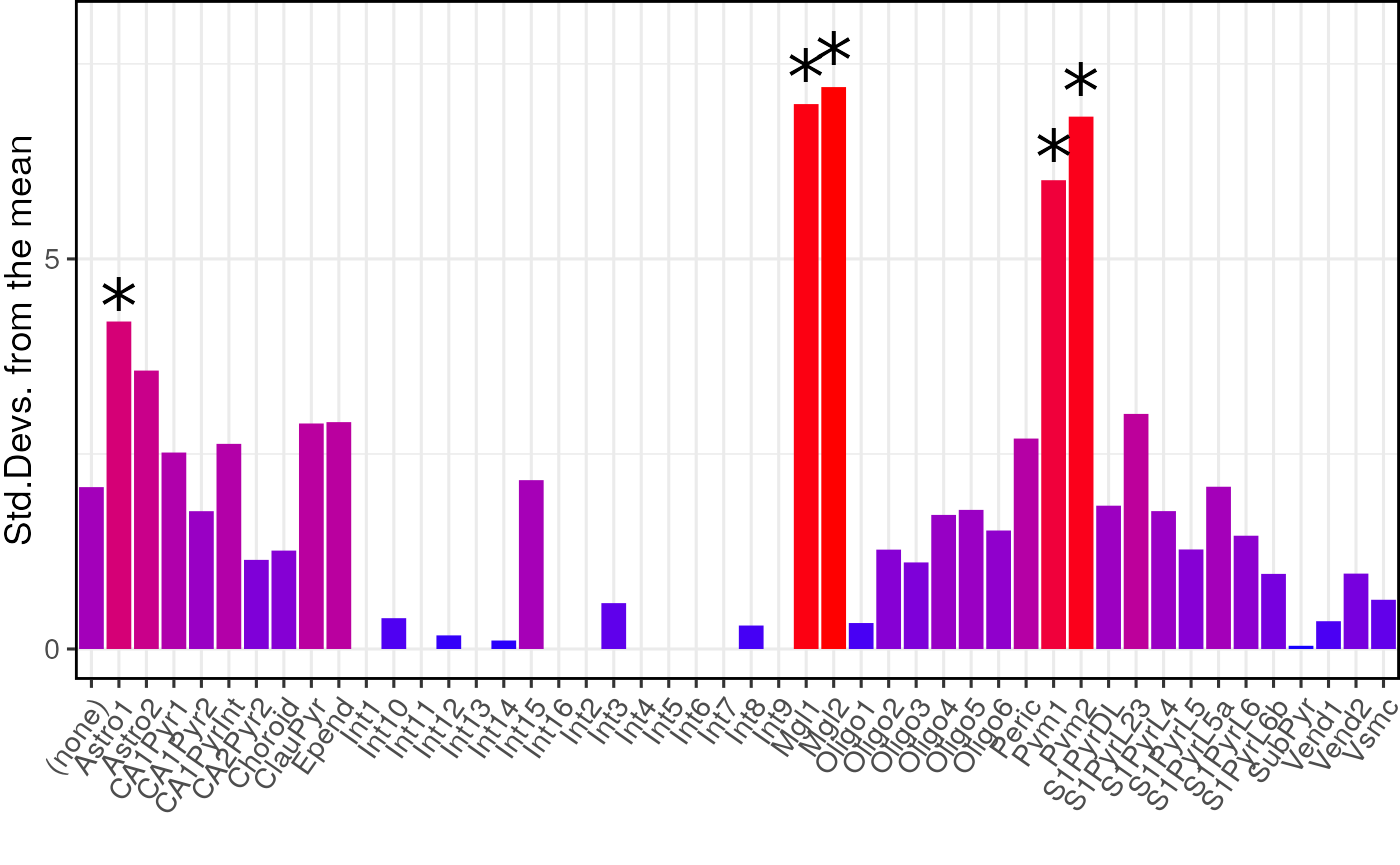 Std.Devs. from the mean
5
0
*
*
*
*
*
(none)
Astro1
Astro2
CA1Pyr1
CA1Pyr2
CA1PyrInt
CA2Pyr2
Choroid
ClauPyr
Epend
Int1
Int10
Int11
Int12
Int13
Int14
Int15
Int16
Int2
Int3
Int4
Int5
Int6
Int7
Int8
Int9
Mgl1
Mgl2
Oligo1
Oligo2
Oligo3
Oligo4
Oligo5
Oligo6
Peric
Pvm1
Pvm2
S1PyrDL
S1PyrL23
S1PyrL4
S1PyrL5
S1PyrL5a
S1PyrL6
S1PyrL6b
SubPyr
Vend1
Vend2
Vsmc